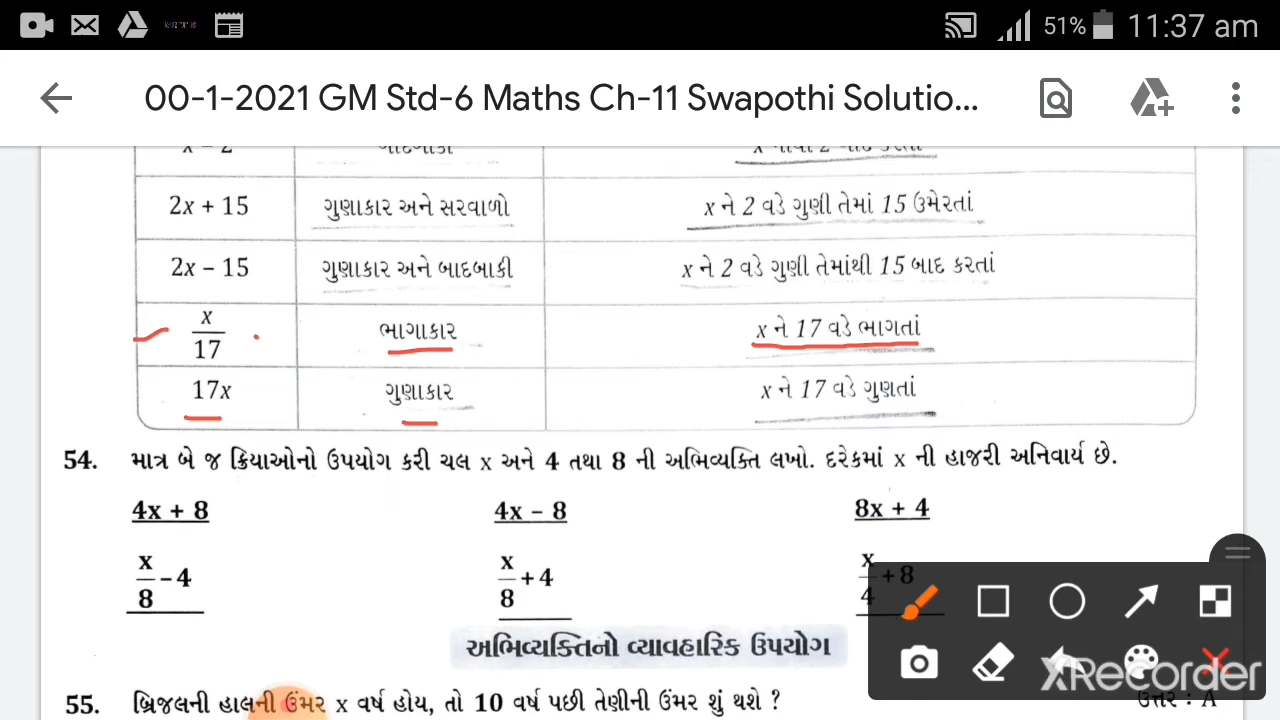 51% 11:37 am
00-1-2021 GM Std-6 Maths Ch-11 Swapothi Solutio...
2x + 15 ગુણાકાર અને સરવાળો x ને 2 વડે ગુણી તેમાં 15 ઉમેરતાં
2x – 15 ગુણાકાર અને બાદબાકી x ને 2 વડે ગુણી તેમાંથી 15 બાદ કરતાં
x/17 ભાગાકાર x ને 17 વડે ભાગતાં
17x ગુણાકાર x ને 17 વડે ગુણતાં
54. માત્ર બે જ ક્રિયાઓનો ઉપયોગ કરી ચલ x અને 4 તથા 8 ની અભિવ્યક્તિ લખો. દરેકમાં x ની હાજરી અનિવાર્ય છે.
4x + 8 4x – 8 8x + 4
x/8 – 4 x/8 + 4 x/4 + 8
અભિવ્યક્તિનો વ્યાવહારિક ઉપયોગ
XRecorder
55. બ્રિજલની હાલની ઉંમર x વર્ષ હોય, તો 10 વર્ષ પછી તેણીની ઉંમર શું થશે ? ઉત્તર : A